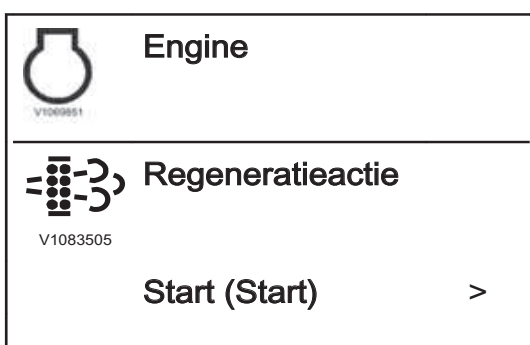 Engine
V1069851
Regeneratieactie
V1083505
Start (Start) >